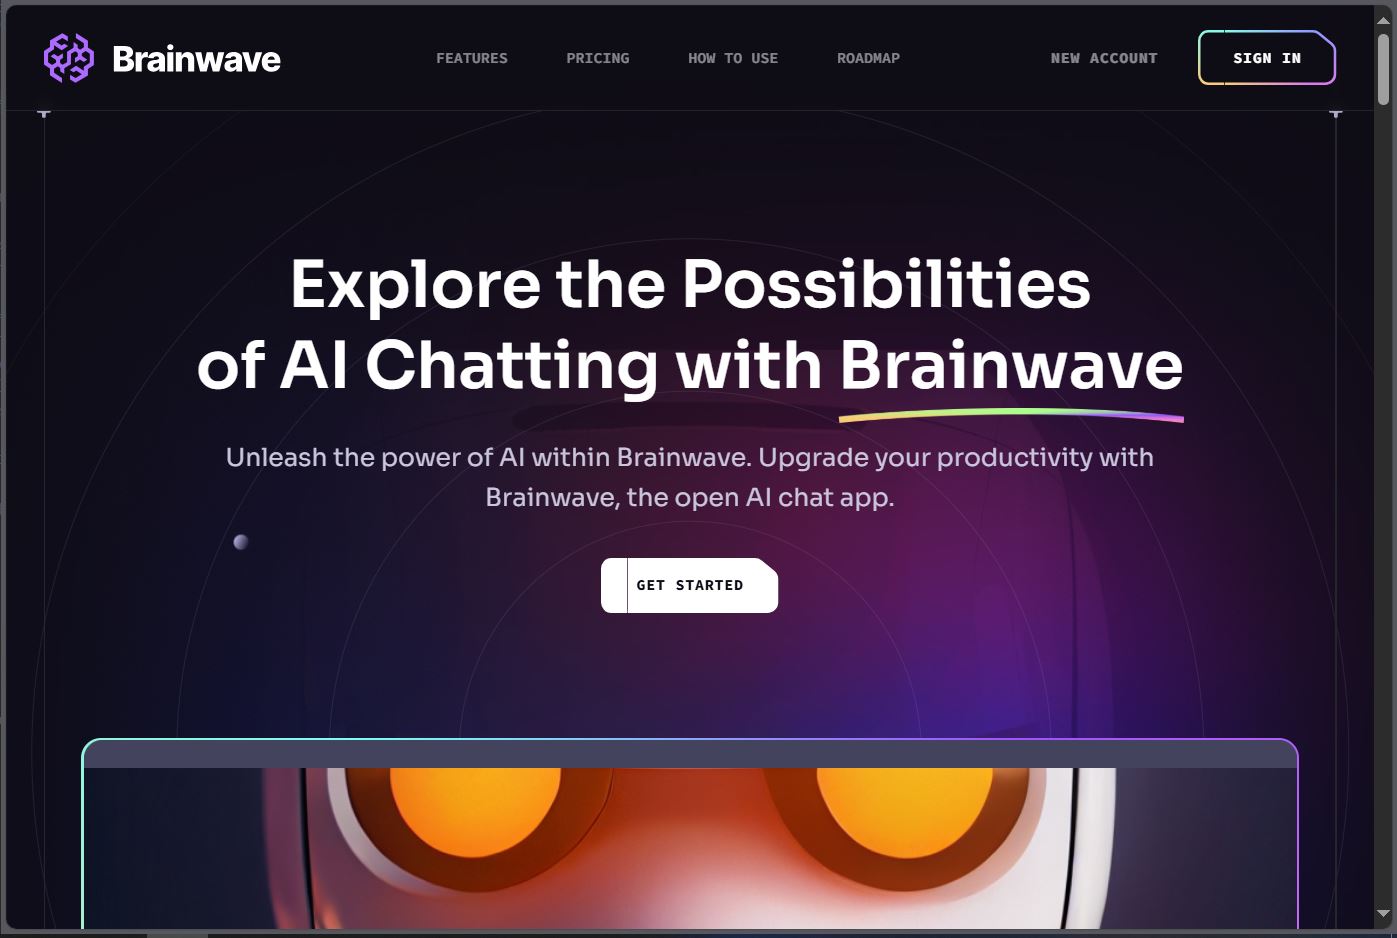 Brainwave
FEATURES
PRICING
HOW TO USE
ROADMAP
NEW ACCOUNT
SIGN IN
Explore the Possibilities
of AI Chatting with Brainwave
Unleash the power of AI within Brainwave. Upgrade your productivity with
Brainwave, the open AI chat app.
GET STARTED